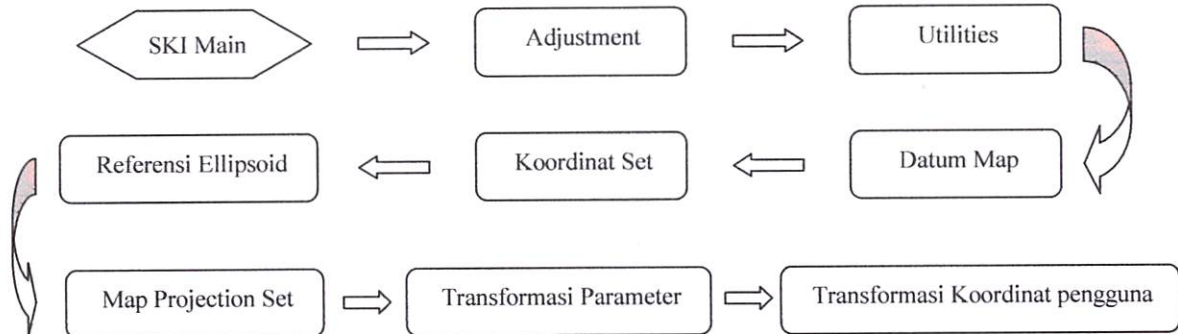 SKI Main
Adjustment
Utilities
Referensi Ellipsoid
Koordinat Set
Datum Map
Map Projection Set
Transformasi Parameter
Transformasi Koordinat pengguna